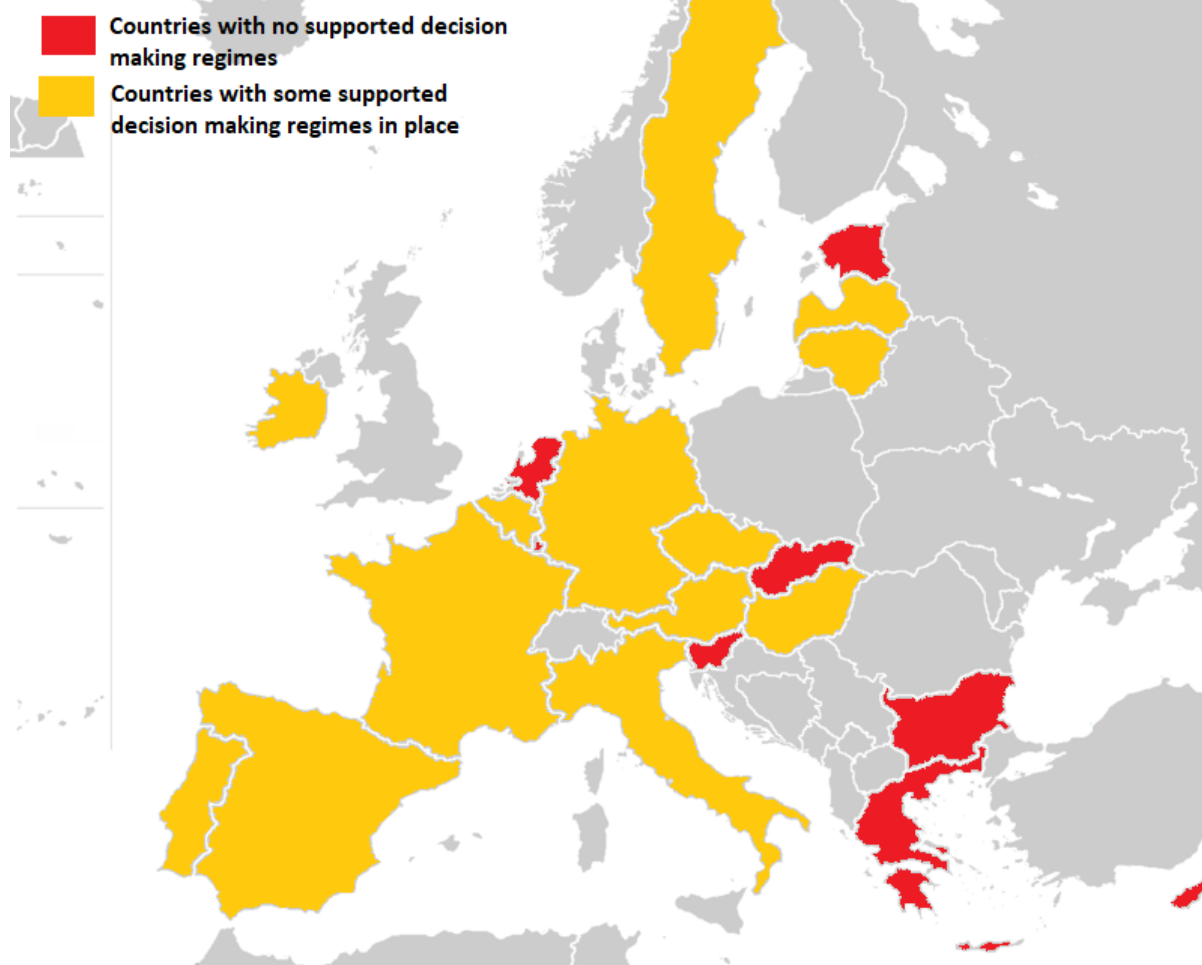 Countries with no supported decision
making regimes
Countries with some supported
decision making regimes in place